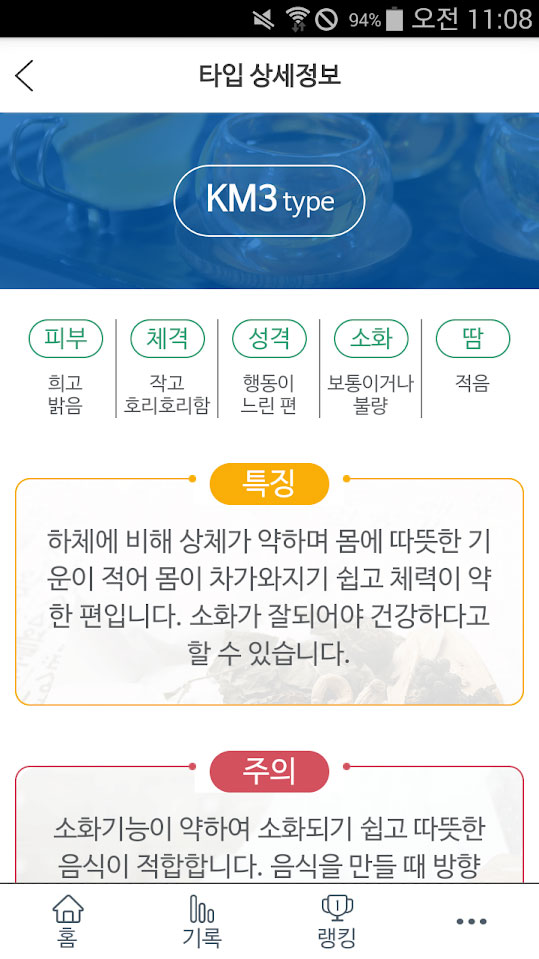 94% 오전 11:08
타입 상세정보
KM3 type
피부 체격 성격 소화 땀
희고 작고 행동이 보통이거나 적음
밝음 호리호리함 느린 편 불량
특징
하체에 비해 상체가 약하며 몸에 따뜻한 기
운이 적어 몸이 차가와지기 쉽고 체력이 약
한 편입니다. 소화가 잘되어야 건강하다고
할 수 있습니다.
주의
소화기능이 약하여 소화되기 쉽고 따뜻한
음식이 적합합니다. 음식을 만들 때 방향
홈 기록 랭킹